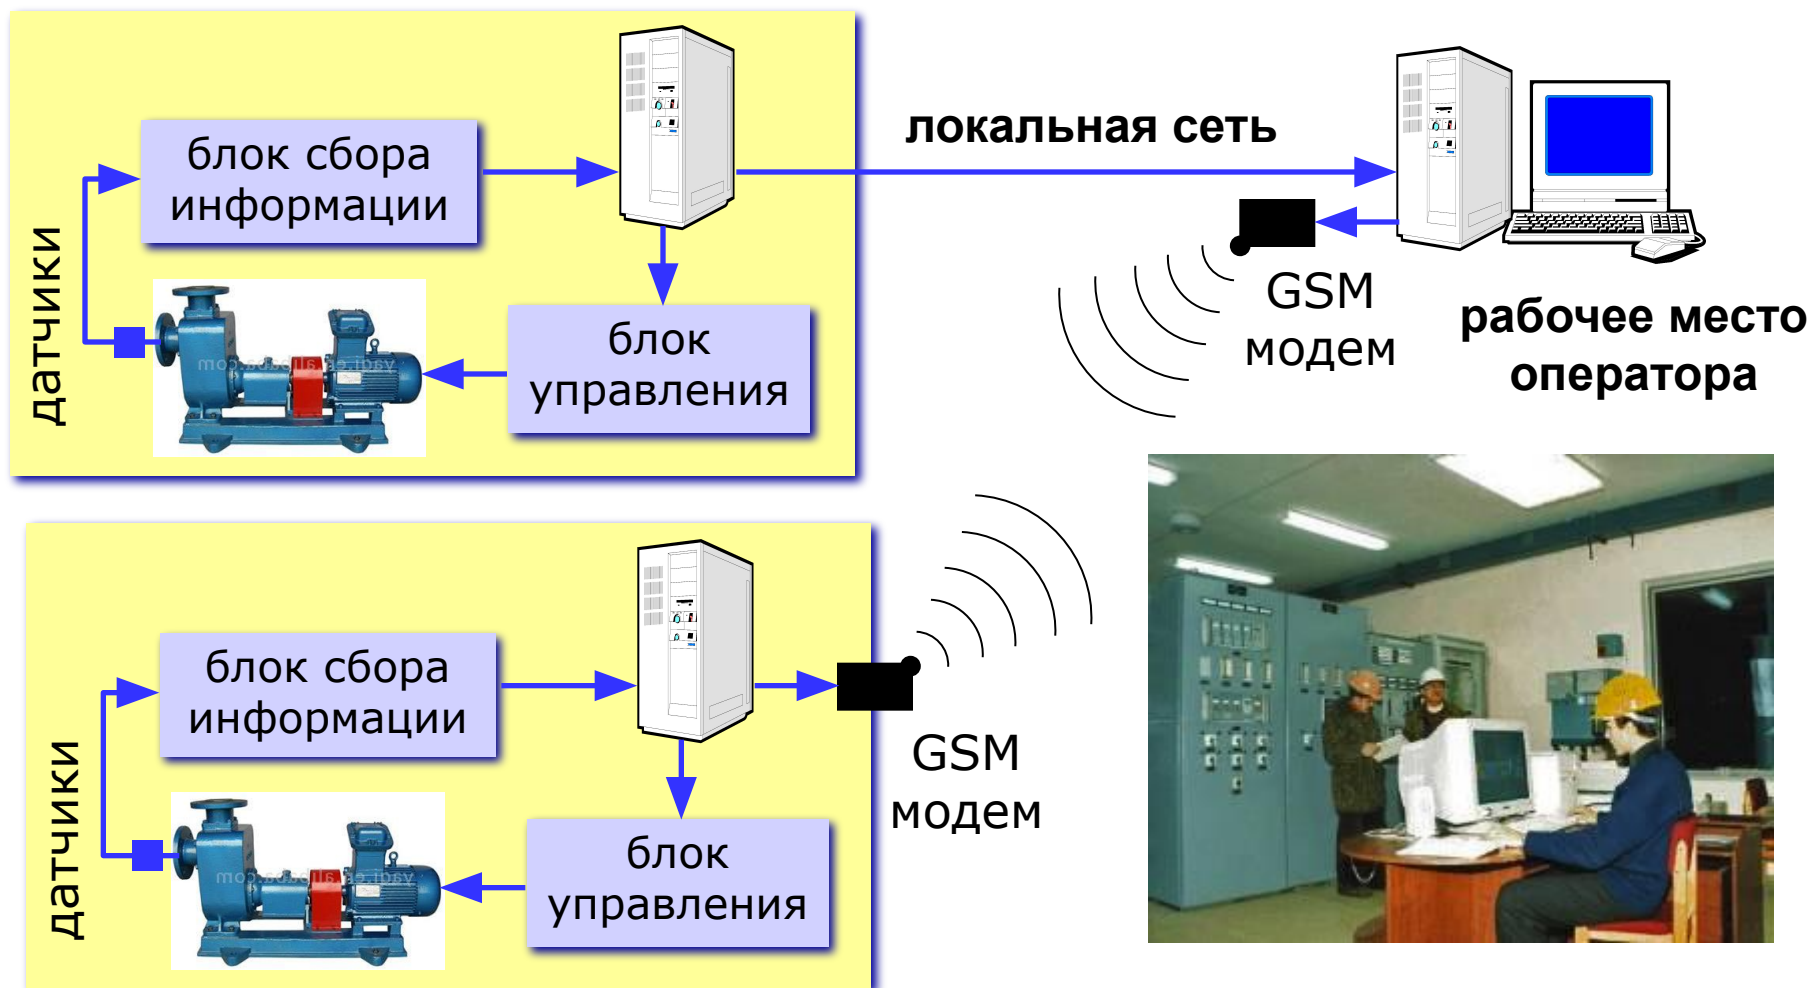 блок сбора
информации
датчики
блок
управления
локальная сеть
GSM
модем
рабочее место
оператора
блок сбора
информации
датчики
блок
управления
GSM
модем